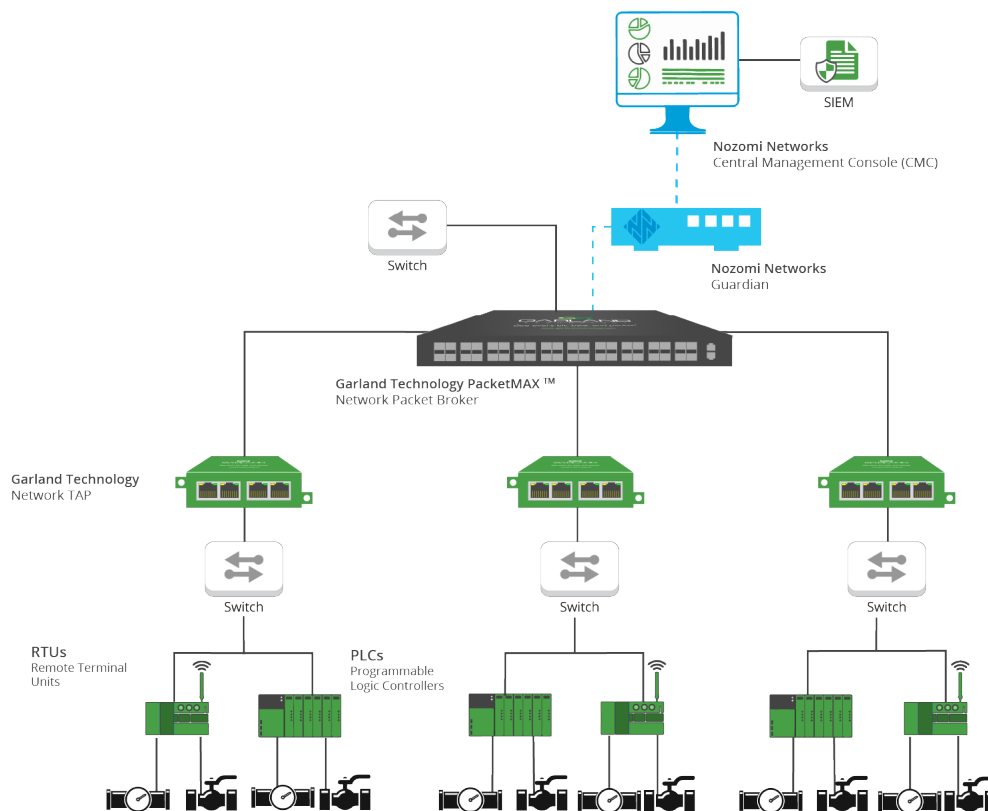 SIEM
Nozomi Networks
Central Management Console (CMC)
Switch
Nozomi Networks
Guardian
GARLAND
Garland Technology PacketMAX ™
Network Packet Broker
Garland Technology
Network TAP
Switch
Switch
Switch
RTUs
Remote Terminal
Units
PLCs
Programmable
Logic Controllers